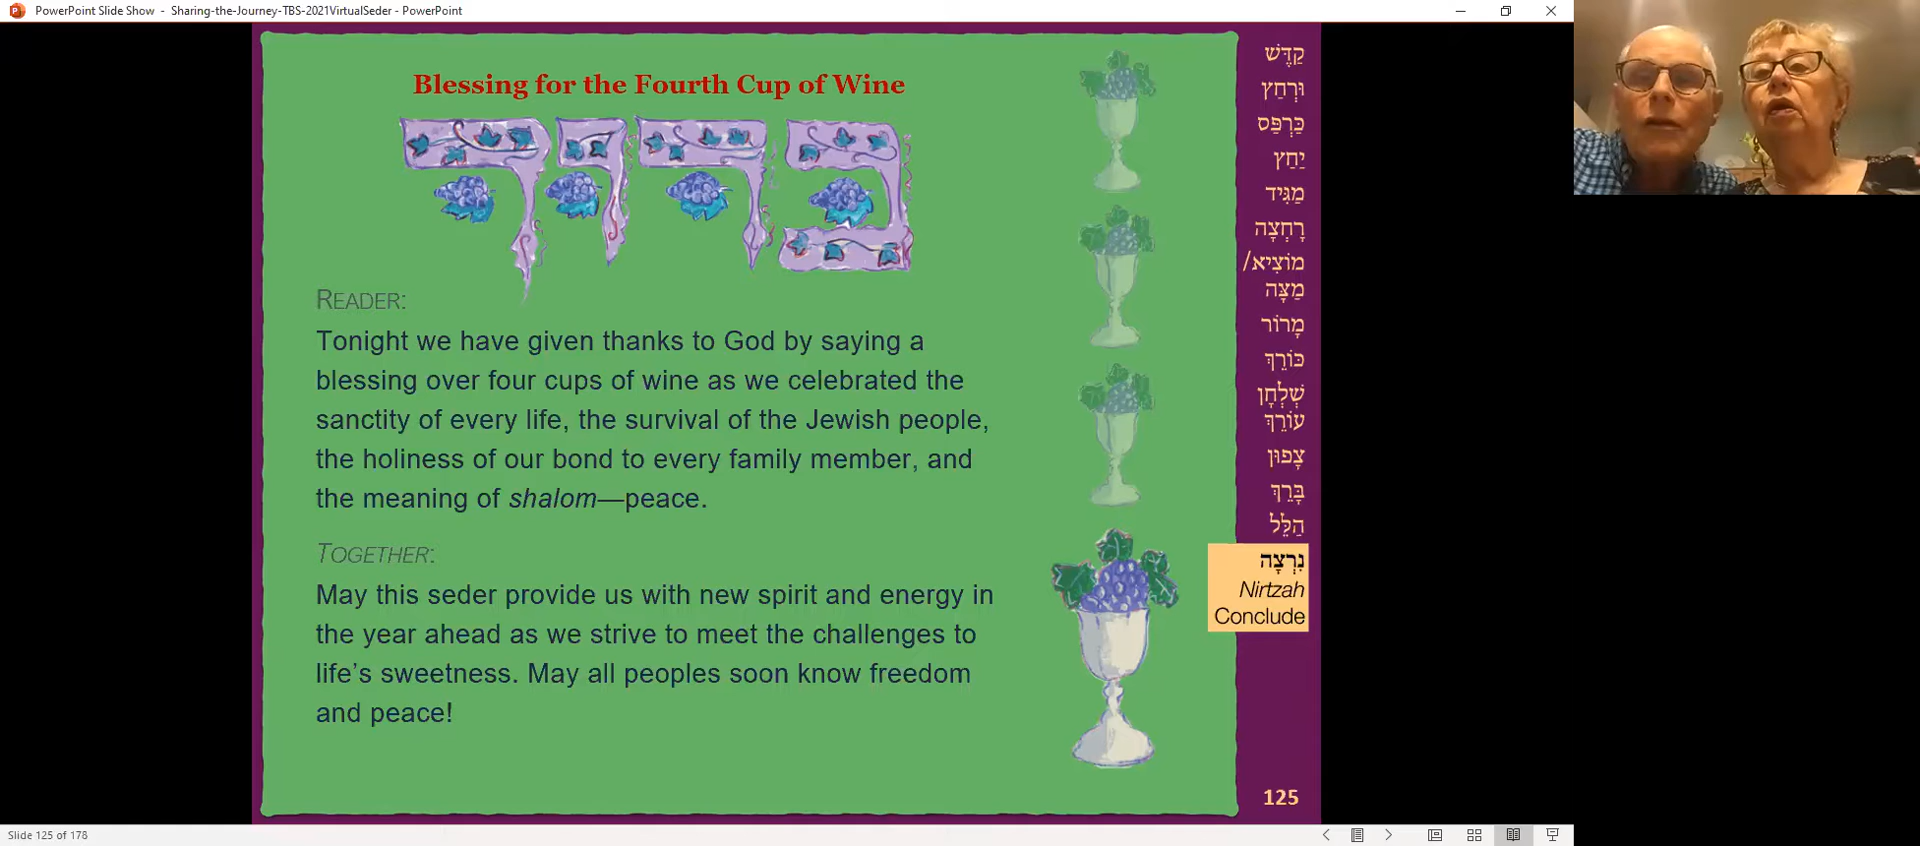 PowerPoint Slide Show - Sharing-the-Journey-TBS-2021VirtualSeder - PowerPoint
Blessing for the Fourth Cup of Wine
ברוך
READER:
Tonight we have given thanks to God by saying a
blessing over four cups of wine as we celebrated the
sanctity of every life, the survival of the Jewish people,
the holiness of our bond to every family member, and
the meaning of shalom—peace.
TOGETHER:
May this seder provide us with new spirit and energy in
the year ahead as we strive to meet the challenges to
life’s sweetness. May all peoples soon know freedom
and peace!
קַדֵּשׁ
וּרְחַץ
כַּרְפַּס
יַחַץ
מַגִּיד
רָחְצָה
מוֹצִיא/
מַצָּה
מָרוֹר
כּוֹרֵךְ
שֻׁלְחָן
עוֹרֵךְ
צָפוּן
בָּרֵךְ
הַלֵּל
נִרְצָה
Nirtzah
Conclude
125
Slide 125 of 178